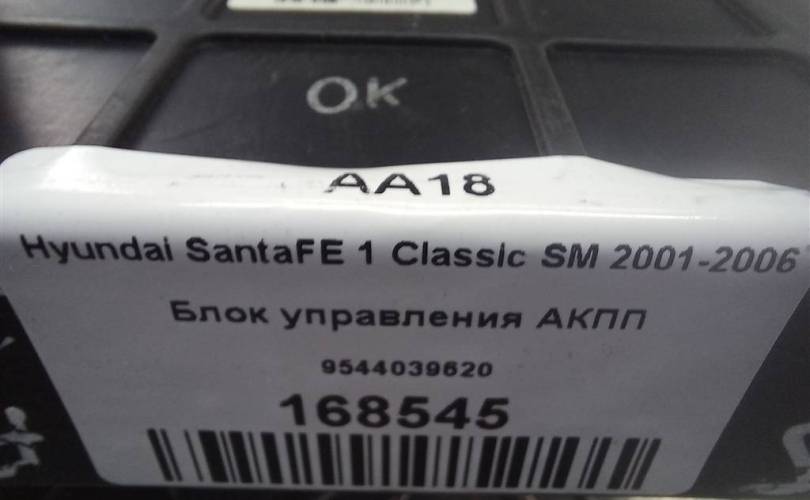 OK
AA18
Hyundai SantaFE 1 Classic SM 2001-2006
Блок управления АКПП
9544039620
168545